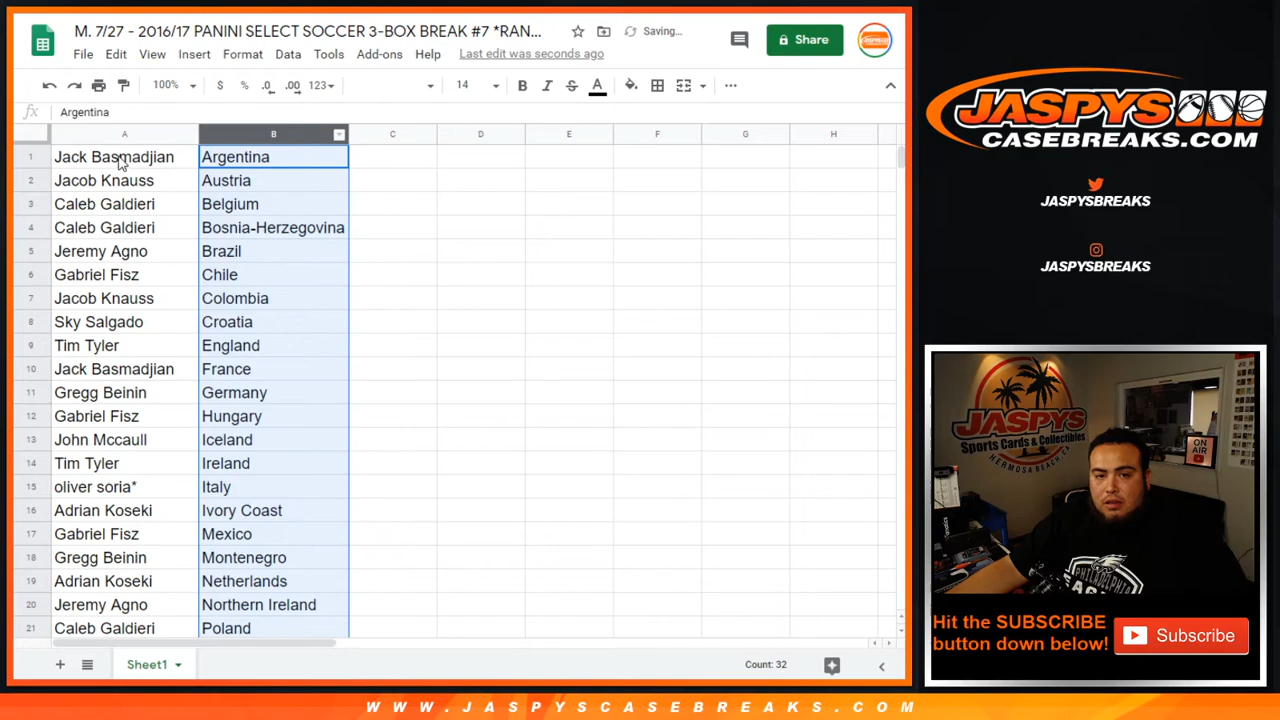 M. 7/27 - 2016/17 PANINI SELECT SOCCER 3-BOX BREAK #7 *RAN...
Saving...
Share
File Edit View Insert Format Data Tools Add-ons Help Last edit was seconds ago
100% $ % .0 .00 123 14 B I S A
fx Argentina
A B C D E F G H
1 Jack Basmadjian Argentina
2 Jacob Knauss Austria
3 Caleb Galdieri Belgium
4 Caleb Galdieri Bosnia-Herzegovina
5 Jeremy Agno Brazil
6 Gabriel Fisz Chile
7 Jacob Knauss Colombia
8 Sky Salgado Croatia
9 Tim Tyler England
10 Jack Basmadjian France
11 Gregg Beinin Germany
12 Gabriel Fisz Hungary
13 John Mccaull Iceland
14 Tim Tyler Ireland
15 oliver soria* Italy
16 Adrian Koseki Ivory Coast
17 Gabriel Fisz Mexico
18 Gregg Beinin Montenegro
19 Adrian Koseki Netherlands
20 Jeremy Agno Northern Ireland
21 Caleb Galdieri Poland
Sheet1
Count: 32
JASPYS
CASEBREAKS.COM
JASPYSBREAKS
JASPYSBREAKS
JASPYS
Sports Cards & Collectibles
HERMOSA BEACH, CA
ON AIR
PHILADELPHIA
Hit the SUBSCRIBE
button down below!
Subscribe
WWW.JASPYSCASEBREAKS.COM